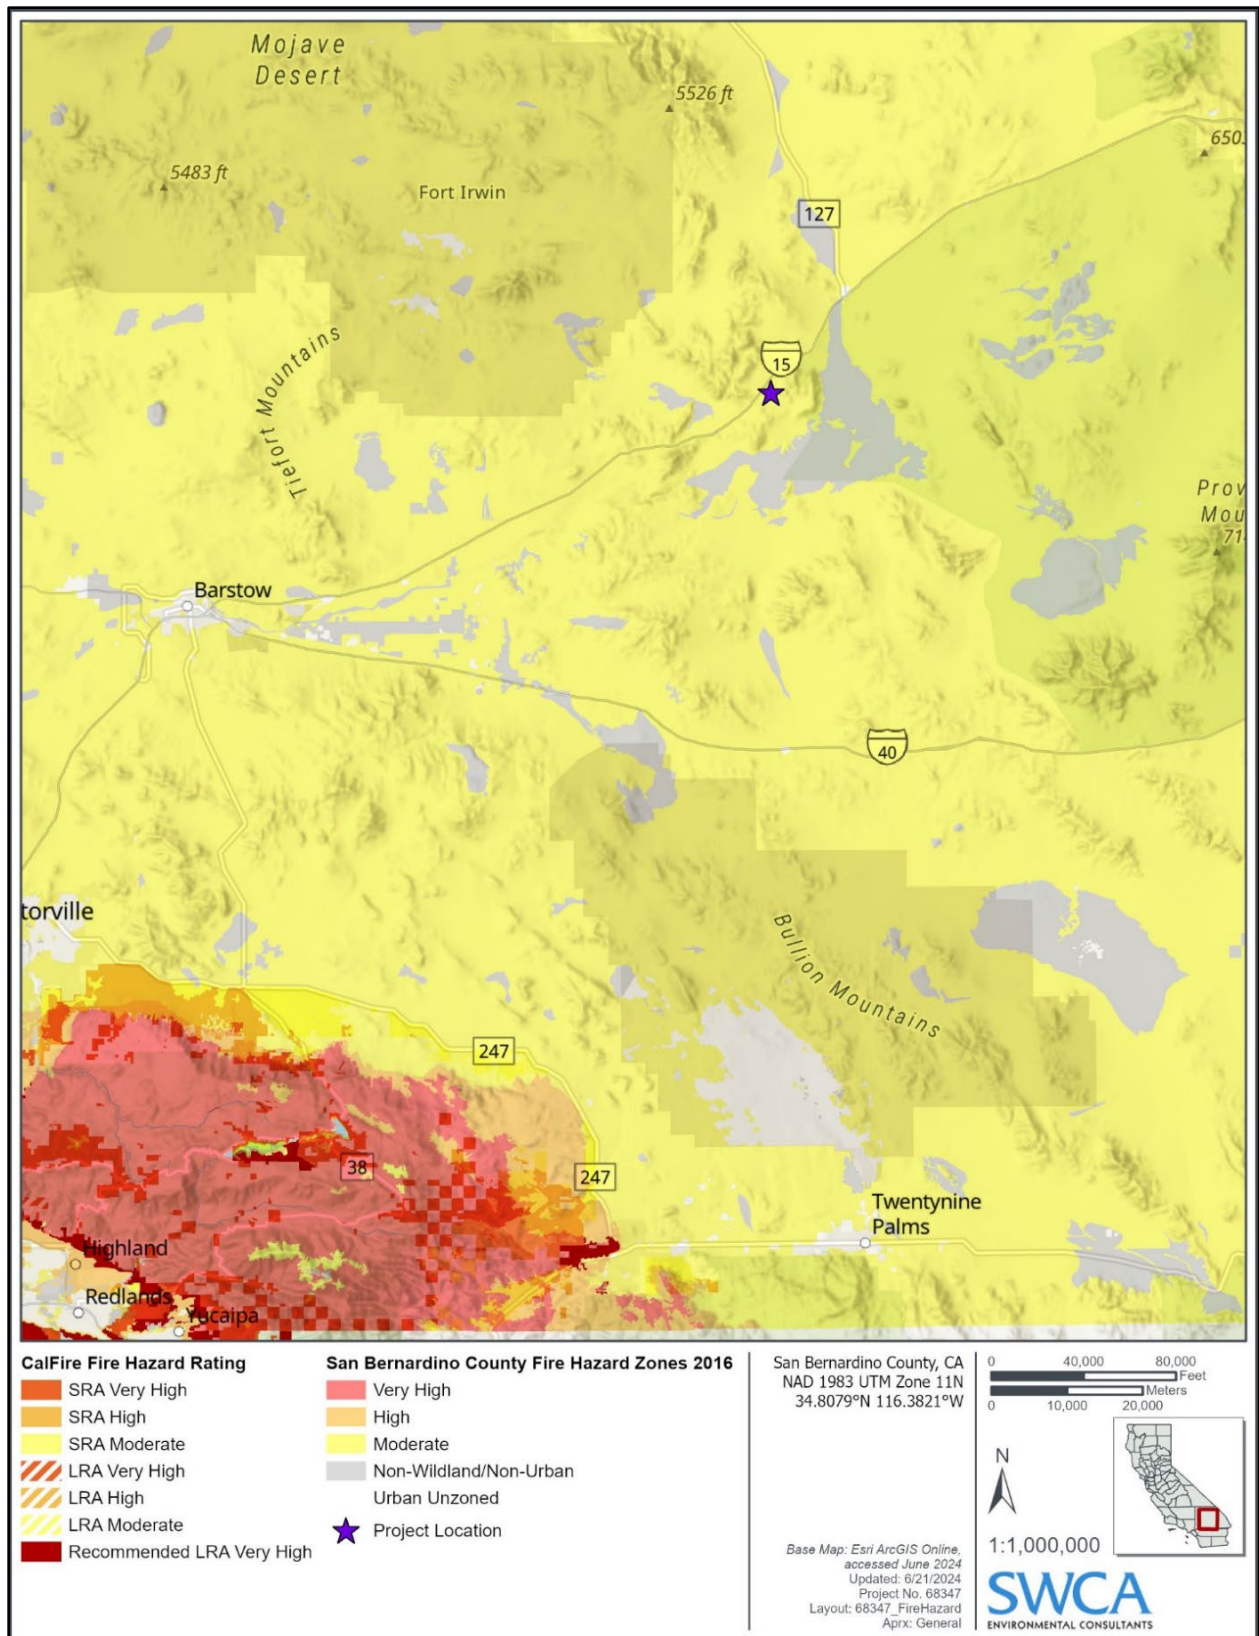 Mojave
Desert
5526 ft
650
5483 ft
Fort Irwin
127
15
Tiefort Mountains
Prov
Mou
71
Barstow
40
torville
Bullion Mountains
247
38
247
Twentynine
Palms
Highland
Redlands
Yucaipa
CalFire Fire Hazard Rating
SRA Very High
SRA High
SRA Moderate
LRA Very High
LRA High
LRA Moderate
Recommended LRA Very High
San Bernardino County Fire Hazard Zones 2016
Very High
High
Moderate
Non-Wildland/Non-Urban
Urban Unzoned
Project Location
San Bernardino County, CA
NAD 1983 UTM Zone 11N
34.8079°N 116.3821°W
Base Map: Esri ArcGIS Online,
accessed June 2024
Updated: 6/21/2024
Project No. 68347
Layout: 68347_FireHazard
Aprx: General
0 40,000 80,000
Feet
Meters
0 10,000 20,000
N
1:1,000,000
SWCA
ENVIRONMENTAL CONSULTANTS